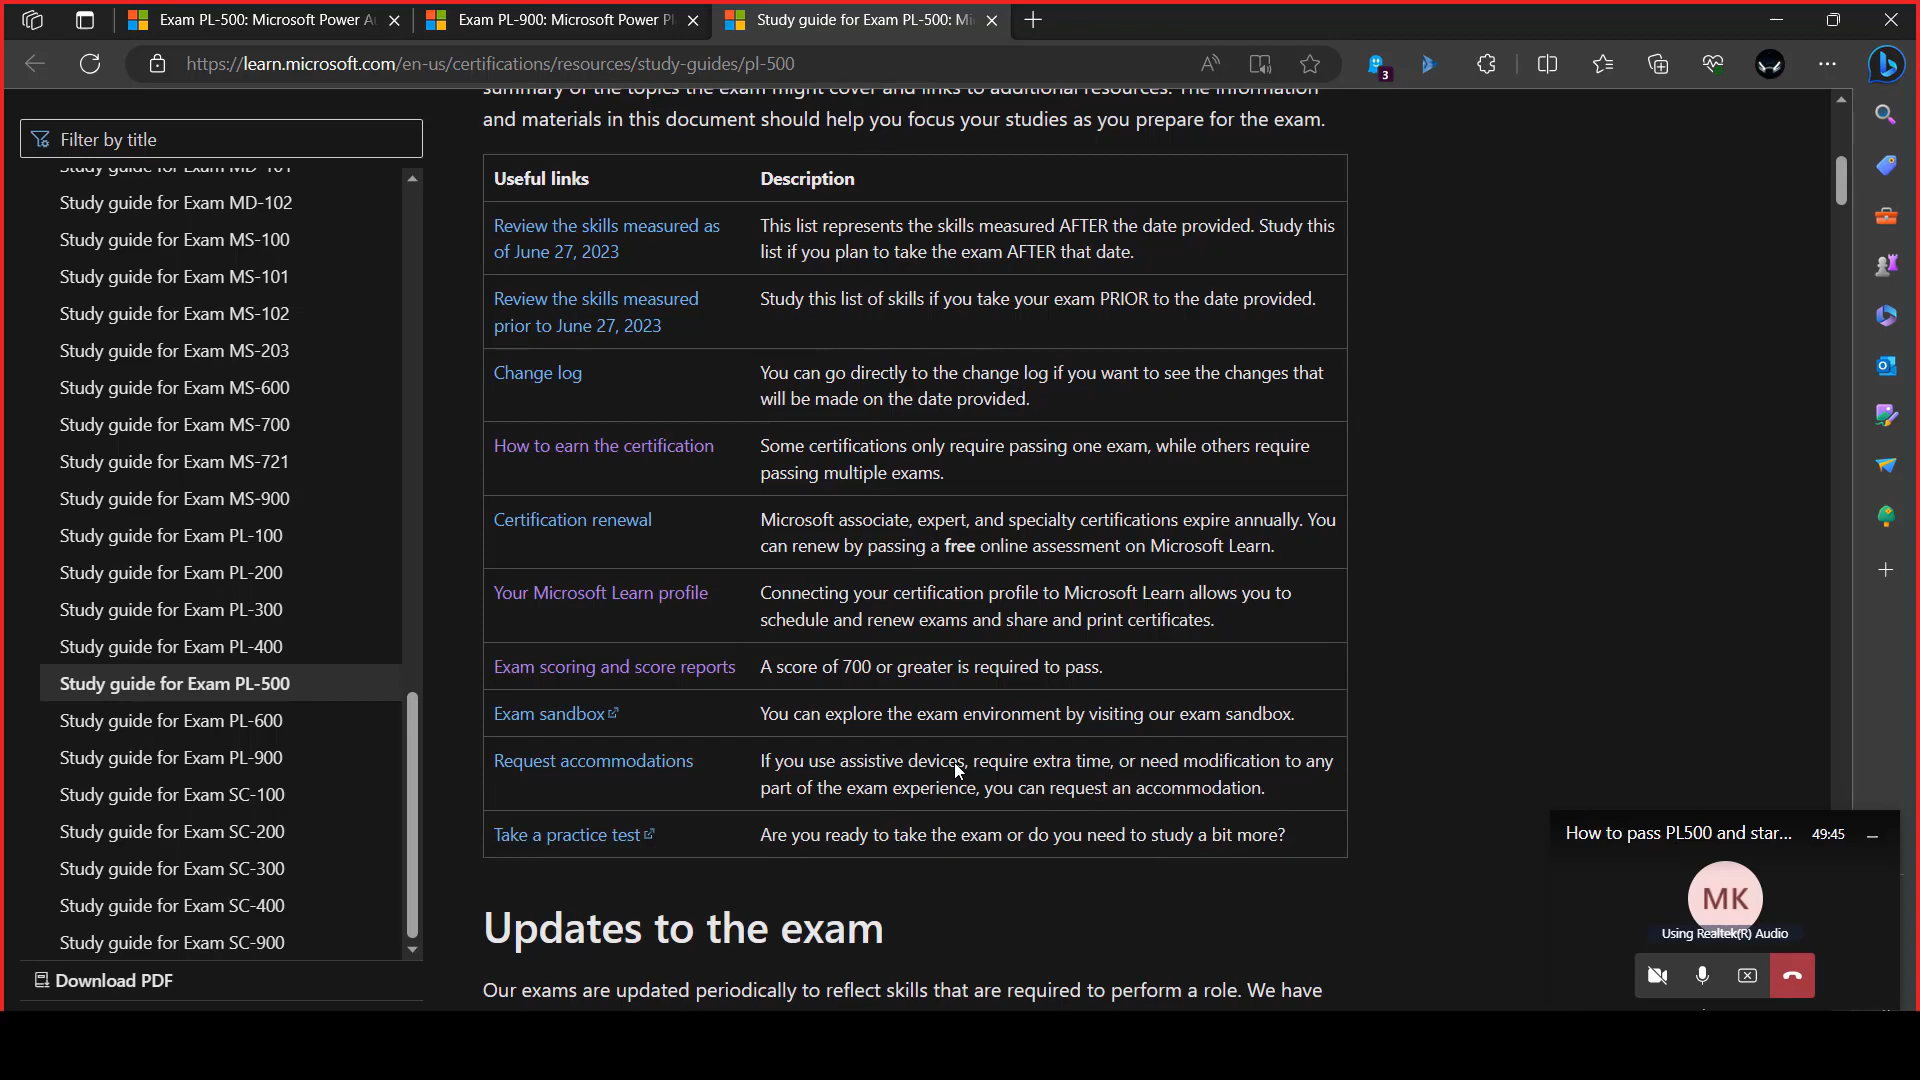 Exam PL-500: Microsoft Power A
Exam PL-900: Microsoft Power Pl
Study guide for Exam PL-500: Mi
https://learn.microsoft.com/en-us/certifications/resources/study-guides/pl-500
3
summary of the topics the exam might cover and links to additional resources. The information
and materials in this document should help you focus your studies as you prepare for the exam.
Filter by title
Study guide for Exam MD-101
Study guide for Exam MD-102
Study guide for Exam MS-100
Study guide for Exam MS-101
Study guide for Exam MS-102
Study guide for Exam MS-203
Study guide for Exam MS-600
Study guide for Exam MS-700
Study guide for Exam MS-721
Study guide for Exam MS-900
Study guide for Exam PL-100
Study guide for Exam PL-200
Study guide for Exam PL-300
Study guide for Exam PL-400
Study guide for Exam PL-500
Study guide for Exam PL-600
Study guide for Exam PL-900
Study guide for Exam SC-100
Study guide for Exam SC-200
Study guide for Exam SC-300
Study guide for Exam SC-400
Study guide for Exam SC-900
Download PDF
Useful links
Description
Review the skills measured as
of June 27, 2023
This list represents the skills measured AFTER the date provided. Study this
list if you plan to take the exam AFTER that date.
Review the skills measured
prior to June 27, 2023
Study this list of skills if you take your exam PRIOR to the date provided.
Change log
You can go directly to the change log if you want to see the changes that
will be made on the date provided.
How to earn the certification
Some certifications only require passing one exam, while others require
passing multiple exams.
Certification renewal
Microsoft associate, expert, and specialty certifications expire annually. You
can renew by passing a free online assessment on Microsoft Learn.
Your Microsoft Learn profile
Connecting your certification profile to Microsoft Learn allows you to
schedule and renew exams and share and print certificates.
Exam scoring and score reports
A score of 700 or greater is required to pass.
Exam sandbox
You can explore the exam environment by visiting our exam sandbox.
Request accommodations
If you use assistive devices, require extra time, or need modification to any
part of the exam experience, you can request an accommodation.
Take a practice test
Are you ready to take the exam or do you need to study a bit more?
Updates to the exam
Our exams are updated periodically to reflect skills that are required to perform a role. We have
How to pass PL500 and star...
49:45
MK
Using Realtek(R) Audio